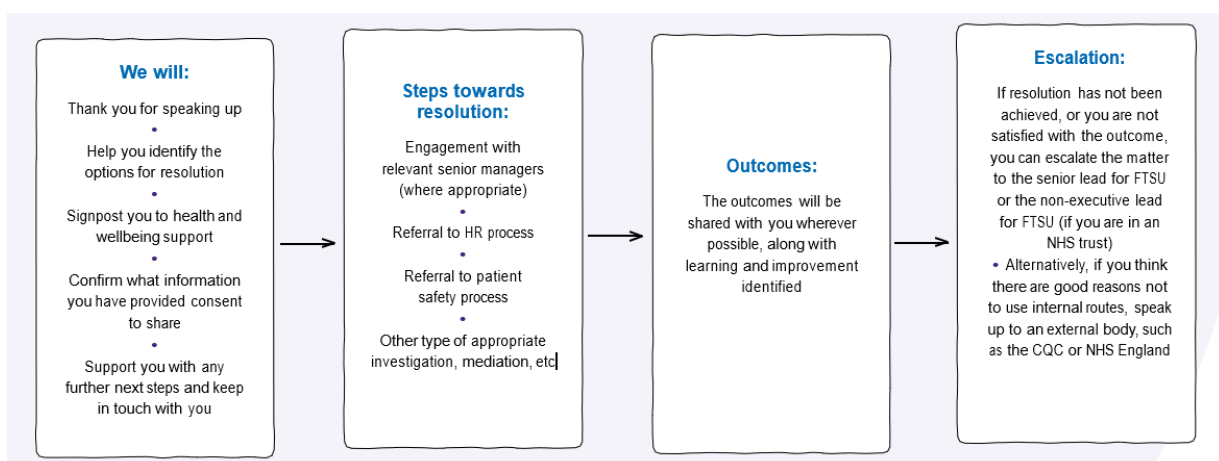 We will:
Thank you for speaking up
•
Help you identify the
options for resolution
•
Signpost you to health and
wellbeing support
•
Confirm what information
you have provided consent
to share
•
Support you with any
further next steps and keep
in touch with you
Steps towards
resolution:
Engagement with
relevant senior managers
(where appropriate)
•
Referral to HR process
•
Referral to patient
safety process
•
Other type of appropriate
investigation, mediation, etc
Outcomes:
The outcomes will be
shared with you wherever
possible, along with
learning and improvement
identified
Escalation:
If resolution has not been
achieved, or you are not
satisfied with the outcome,
you can escalate the matter
to the senior lead for FTSU
or the non-executive lead
for FTSU (if you are in an
NHS trust)
• Alternatively, if you think
there are good reasons not
to use internal routes, speak
up to an external body, such
as the CQC or NHS England